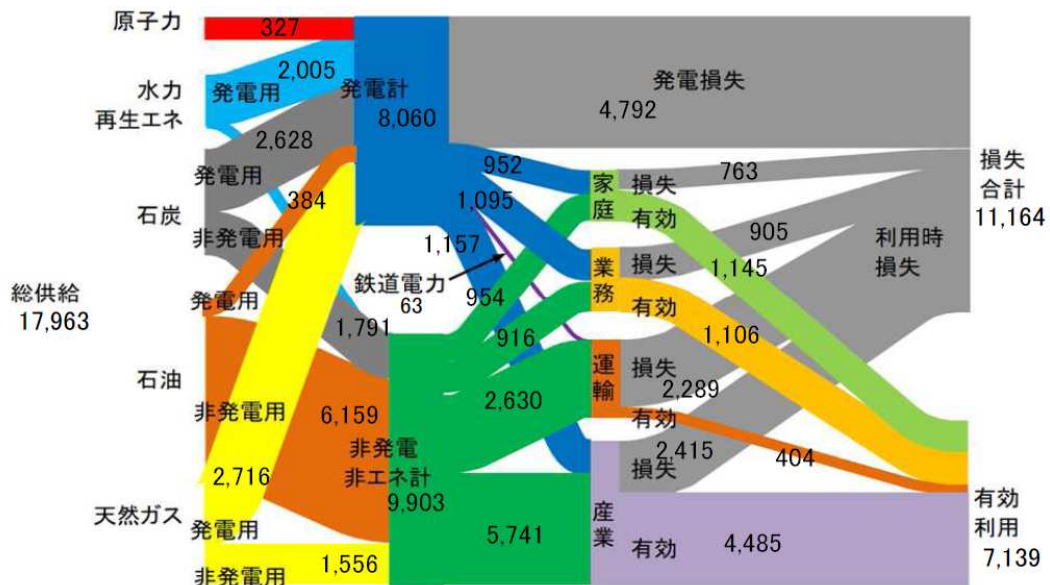 原子力
327
水力
再生エネ
発電用
2,005
発電計
8,060
発電損失
4,792
発電用
2,628
石炭
非発電用
384
952
1,095
1,157
家庭
損失
有効
763
損失
合計
11,164
業務
損失
有効
905
1,145
利用時
損失
総供給
17,963
発電用
1,791
鉄道電力
63
954
916
1,106
石油
非発電用
6,159
非発電
非エネ計
9,903
2,630
運輸
損失
有効
2,289
2,415
404
2,716
天然ガス
発電用
非発電用
1,556
5,741
産業
損失
有効
4,485
有効
利用
7,139